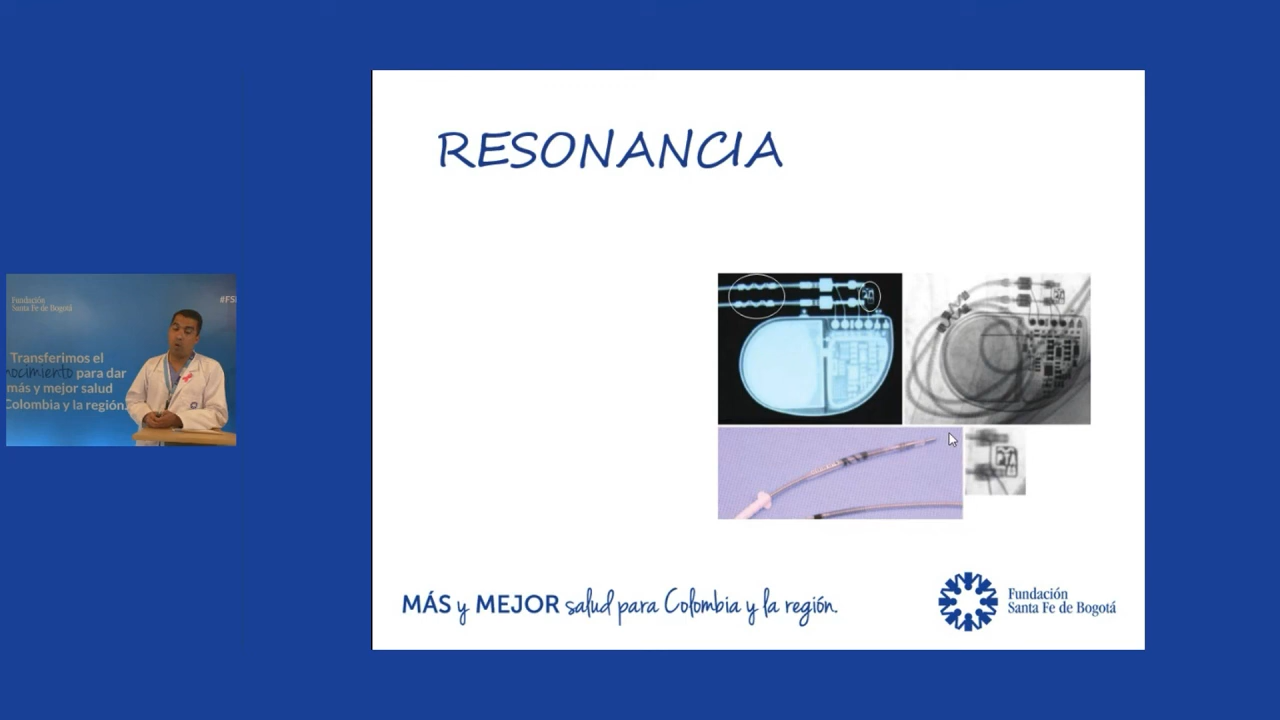 RESONANCIA
Fundación
Santa Fe de Bogotá
#FS
Transferimos el
nocimiento para dar
más y mejor salud
Colombia y la región.
MÁS y MEJOR salud para Colombia y la región.
Fundación
Santa Fe de Bogotá